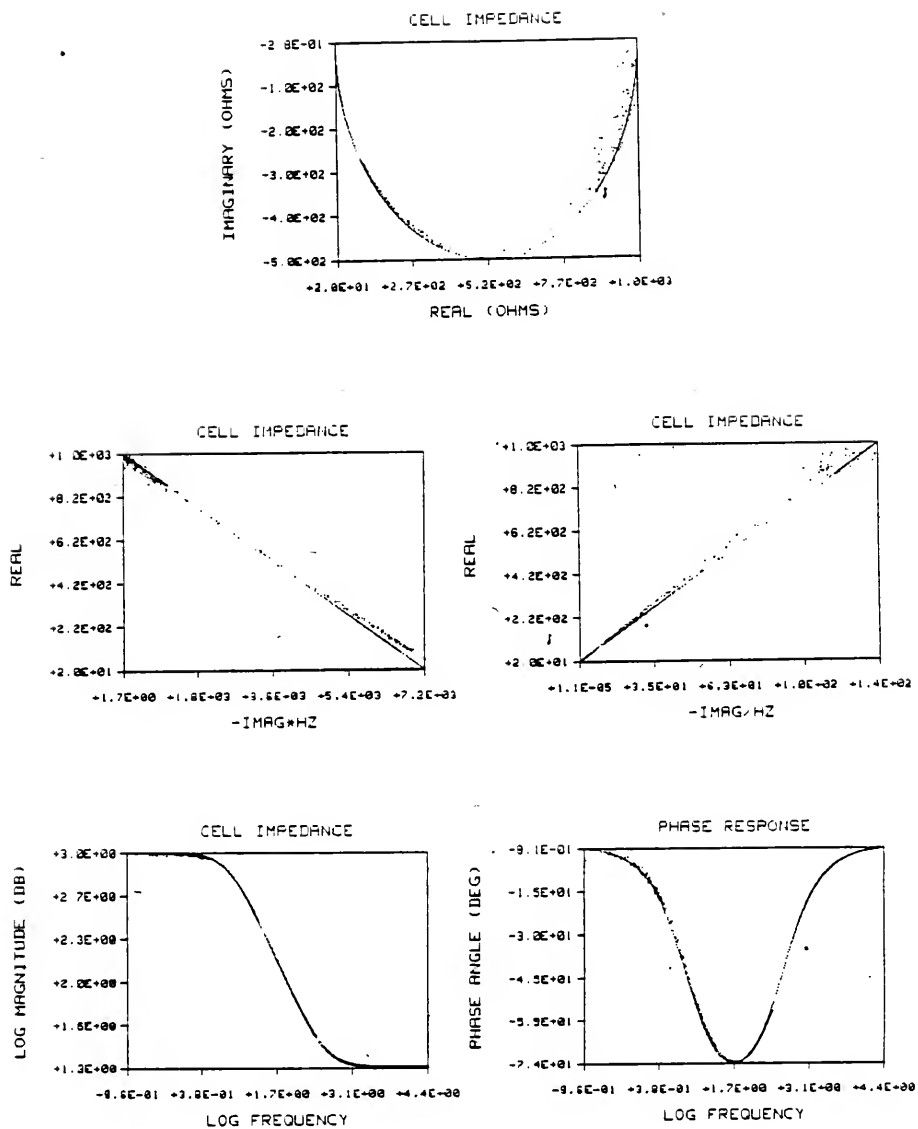 CELL IMPEDANCE
IMAGINARY (OHMS)
-2.8E-01
-1.0E+02
-2.0E+02
-3.0E+02
-4.0E+02
-5.0E+02
+2.0E+01 +2.7E+02 +5.2E+02 +7.7E+02 +1.0E+03
REAL (OHMS)
CELL IMPEDANCE
REAL
+1.0E+03
+8.2E+02
+6.2E+02
+4.2E+02
+2.2E+02
+2.0E+01
+1.7E+00 +1.8E+03 +3.6E+03 +5.4E+03 +7.2E+03
-IMAG*HZ
CELL IMPEDANCE
REAL
+1.0E+03
+8.2E+02
+6.2E+02
+4.2E+02
+2.2E+02
+2.0E+01
+1.1E-05 +3.5E+01 +6.3E+01 +1.0E+02 +1.4E+02
-IMAG/HZ
CELL IMPEDANCE
LOG MAGNITUDE (DB)
+3.0E+00
+2.7E+00
+2.3E+00
+2.0E+00
+1.6E+00
+1.3E+00
-9.6E-01 +3.8E-01 +1.7E+00 +3.1E+00 +4.4E+00
LOG FREQUENCY
PHASE RESPONSE
PHASE ANGLE (DEG)
-9.1E-01
-1.5E+01
-3.0E+01
-4.5E+01
-5.9E+01
-7.4E+01
-9.6E-01 +3.8E-01 +1.7E+00 +3.1E+00 +4.4E+00
LOG FREQUENCY